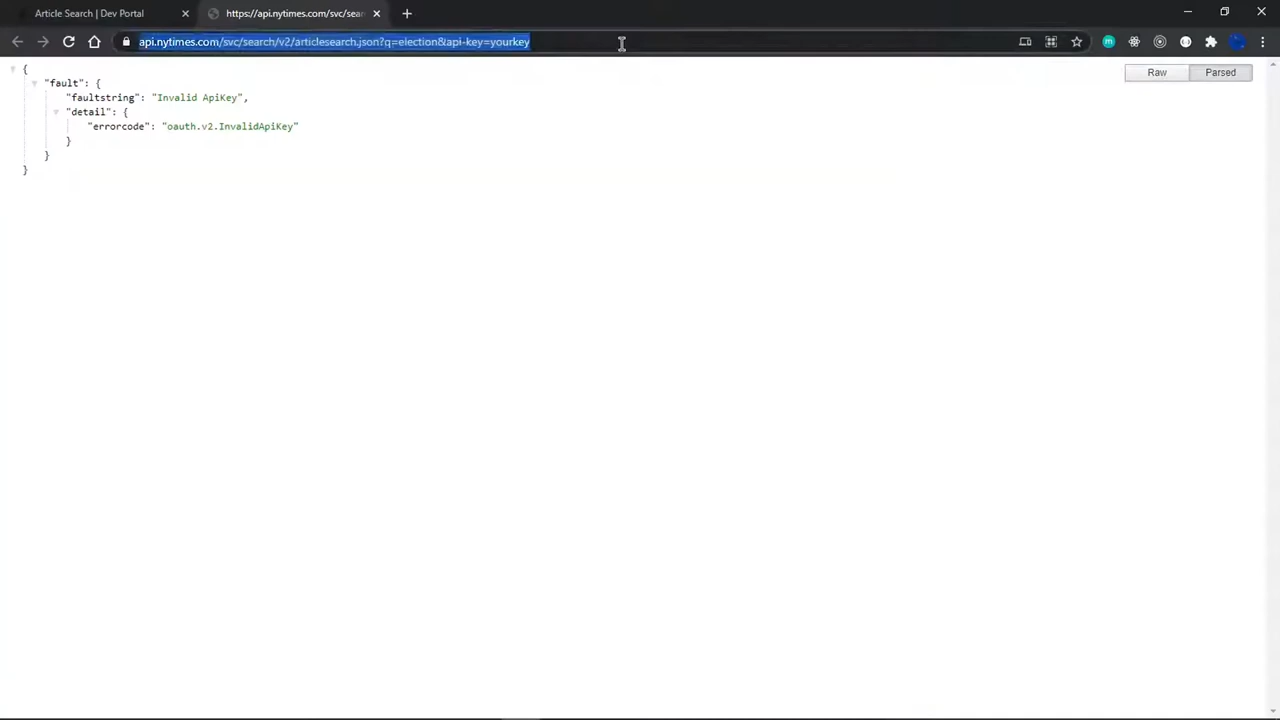 Article Search | Dev Portal
https://api.nytimes.com/svc/sear
api.nytimes.com/svc/search/v2/articlesearch.json?q=election&api-key=yourkey
m
Raw
Parsed
{
"fault": {
"faultstring": "Invalid ApiKey",
"detail": {
"errorcode": "oauth.v2.InvalidApiKey"
}
}
}